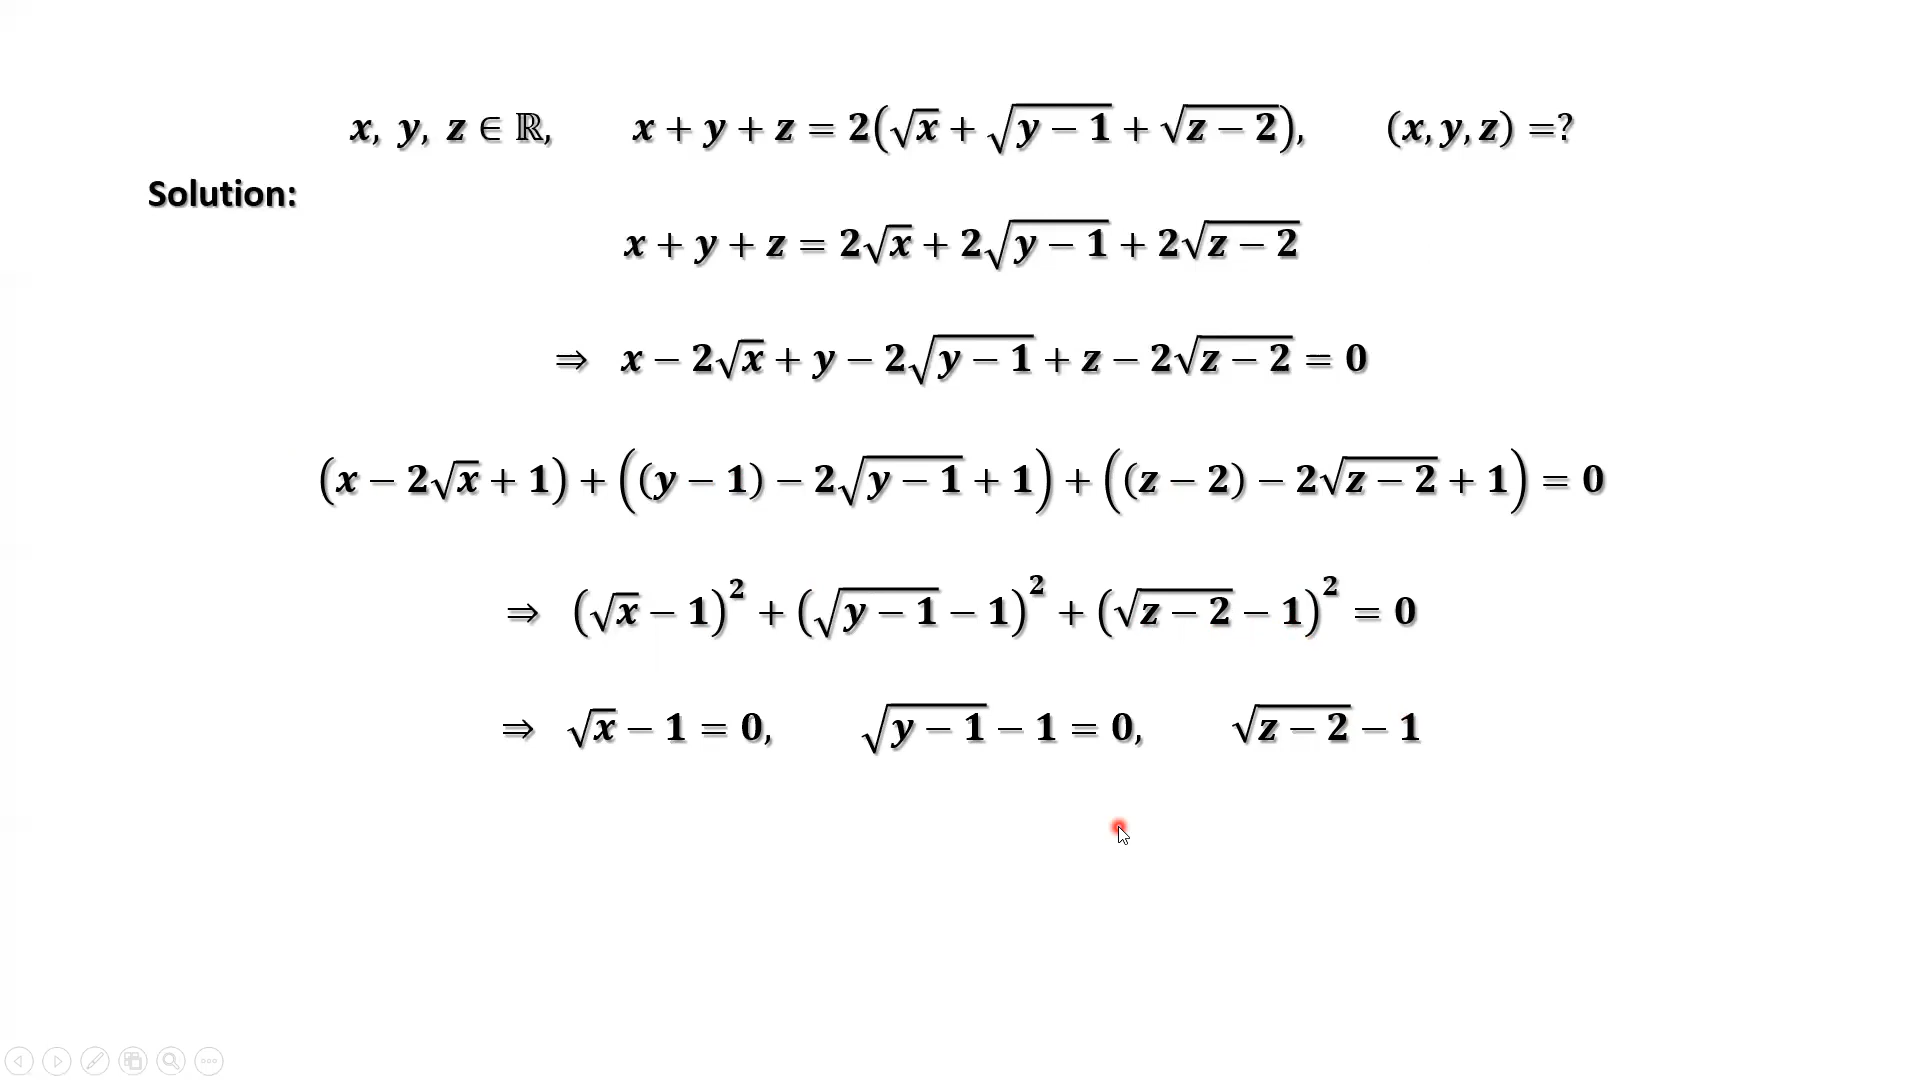 x, y, z ∈ ℝ, x + y + z = 2(√x + √(y − 1) + √(z − 2)), (x, y, z) =?
Solution:
x + y + z = 2√x + 2√(y − 1) + 2√(z − 2)
⇒ x − 2√x + y − 2√(y − 1) + z − 2√(z − 2) = 0
(x − 2√x + 1) + ((y − 1) − 2√(y − 1) + 1) + ((z − 2) − 2√(z − 2) + 1) = 0
⇒ (√x − 1)² + (√(y − 1) − 1)² + (√(z − 2) − 1)² = 0
⇒ √x − 1 = 0, √(y − 1) − 1 = 0, √(z − 2) − 1